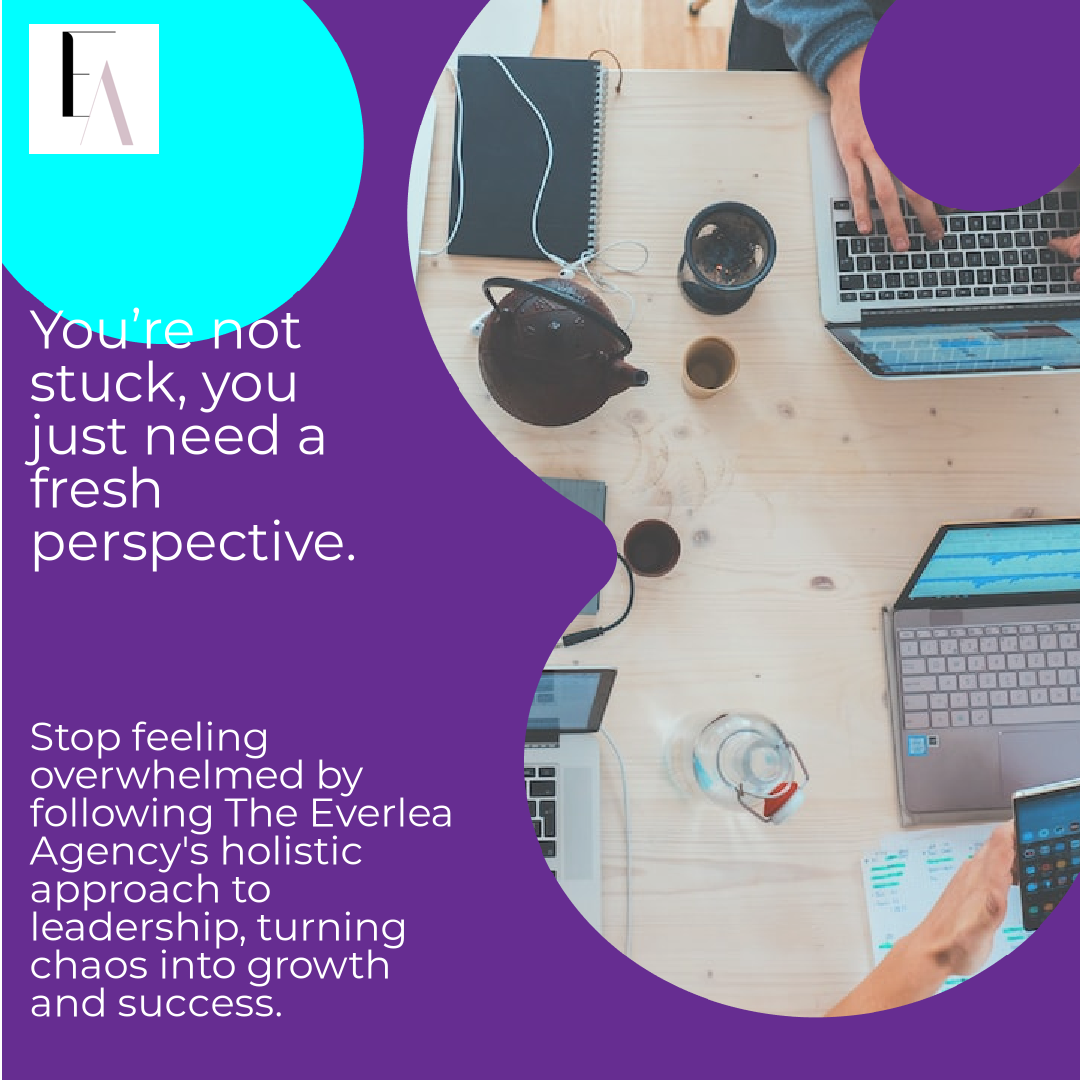 EA
You’re not
stuck, you
just need a
fresh
perspective.
Stop feeling
overwhelmed by
following The Everlea
Agency's holistic
approach to
leadership, turning
chaos into growth
and success.